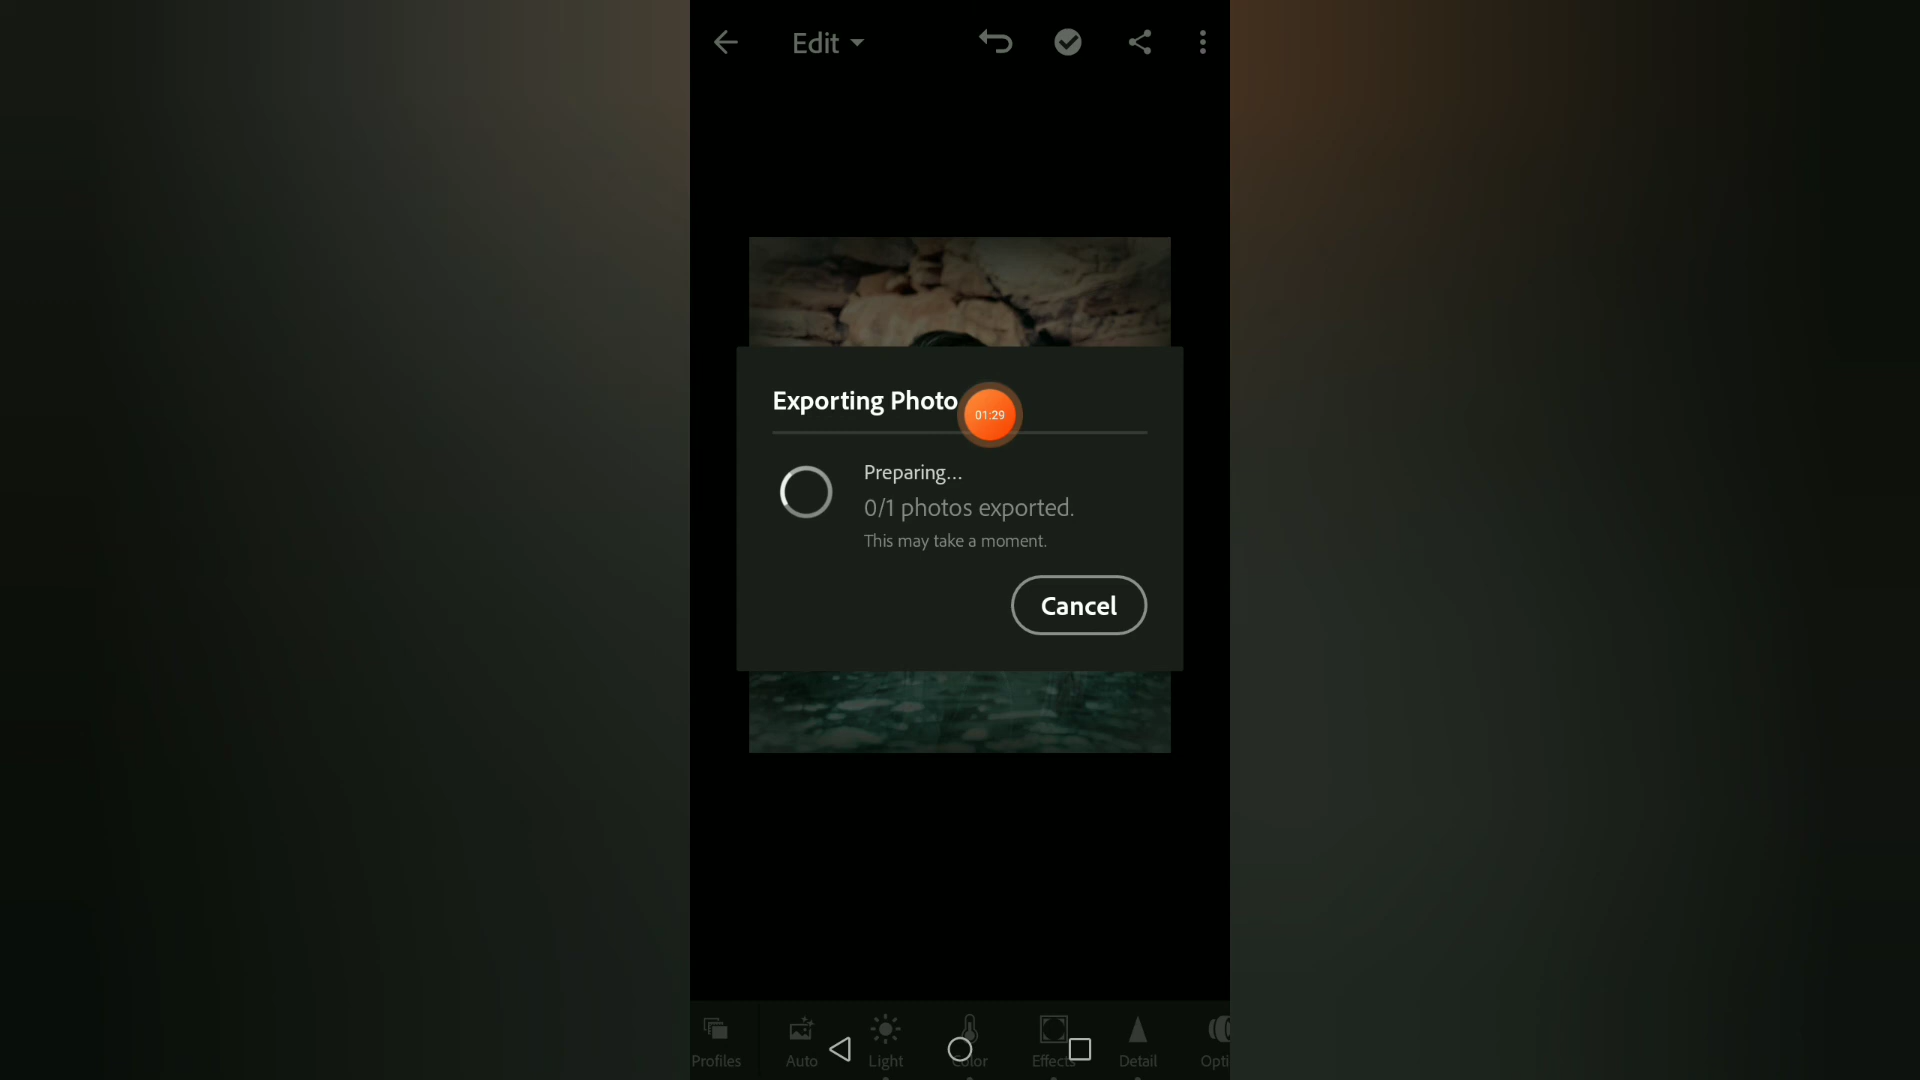 Edit
Exporting Photo
01:29
Preparing...
0/1 photos exported.
This may take a moment.
Cancel
Profiles
Auto
Light
Color
Effects
Detail
Opti